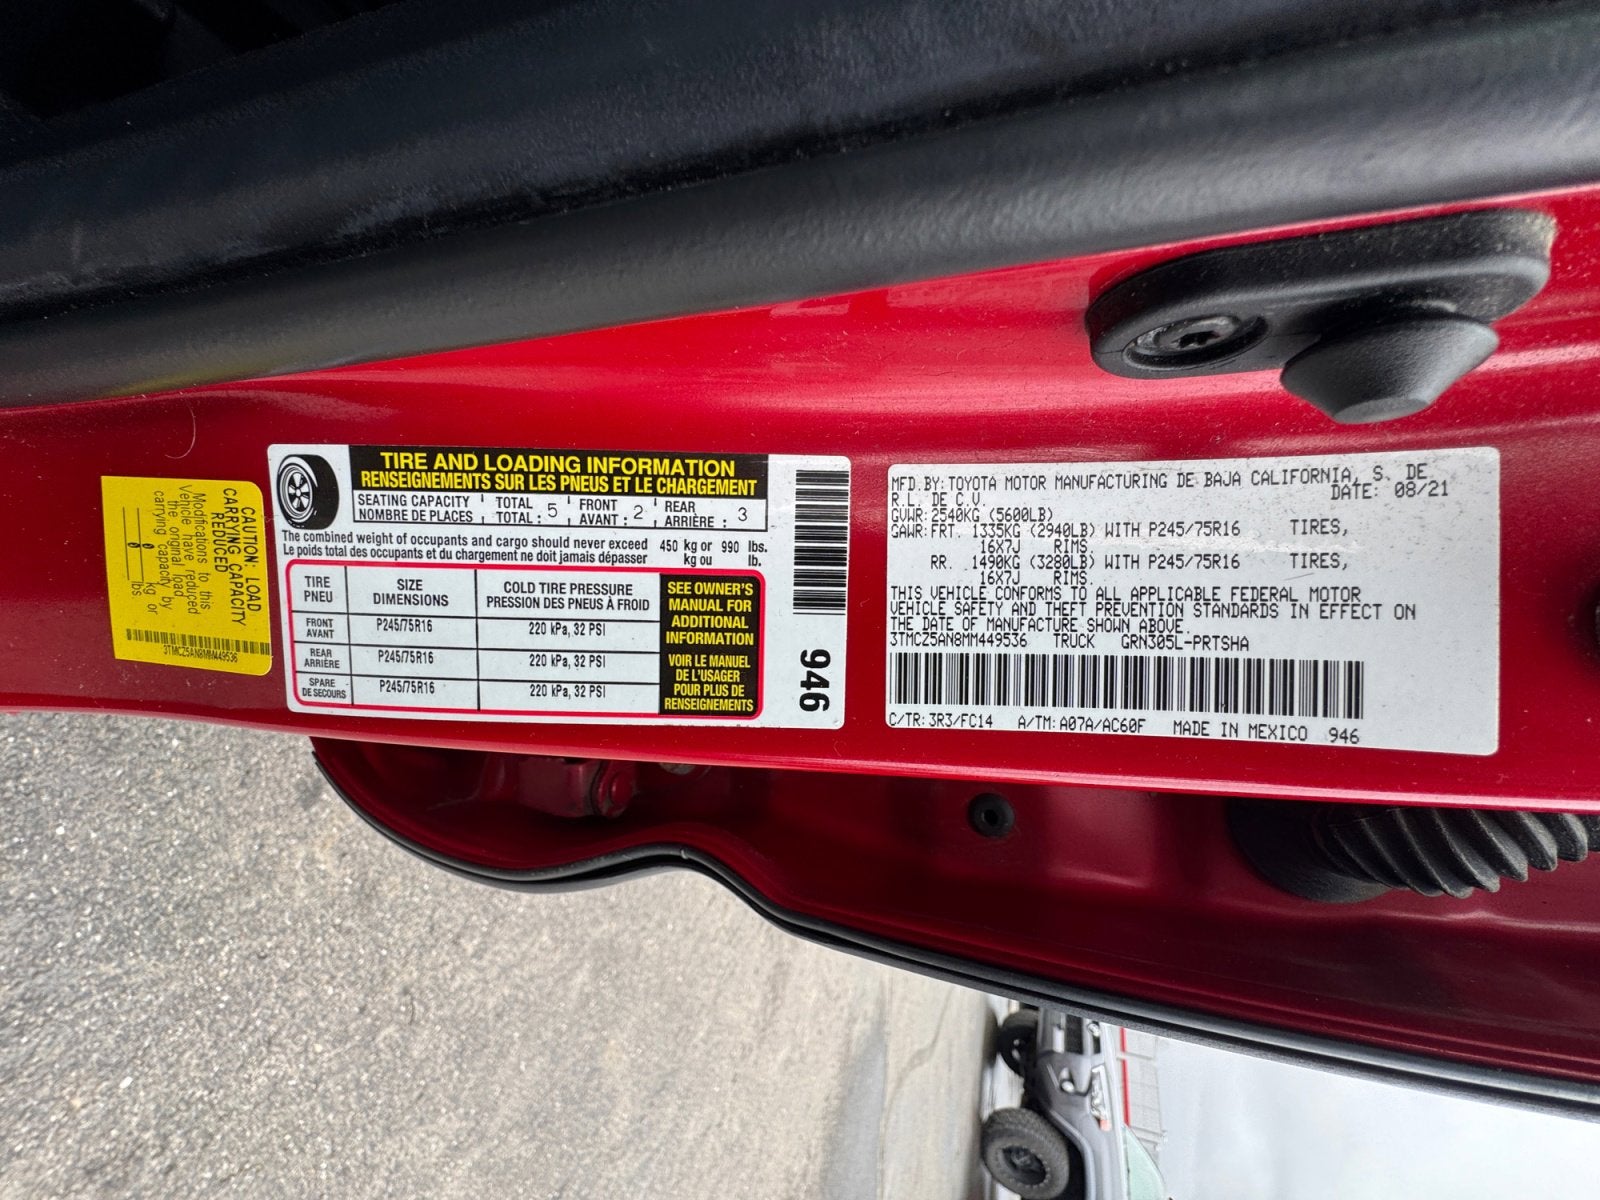 CAUTION: LOAD
CARRYING CAPACITY
REDUCED
Modifications to this
Vehicle have reduced
the original load
carrying capacity by
8 kg or
lbs
3TMCZ5AN8MM449536
TIRE AND LOADING INFORMATION
RENSEIGNEMENTS SUR LES PNEUS ET LE CHARGEMENT
SEATING CAPACITY TOTAL FRONT REAR
NOMBRE DE PLACES TOTAL : 5 AVANT : 2 ARRIÈRE : 3
The combined weight of occupants and cargo should never exceed 450 kg or 990 lbs.
Le poids total des occupants et du chargement ne doit jamais dépasser kg ou lb.
TIRE SIZE COLD TIRE PRESSURE
PNEU DIMENSIONS PRESSION DES PNEUS À FROID
FRONT
AVANT P245/75R16 220 kPa, 32 PSI
REAR
ARRIÈRE P245/75R16 220 kPa, 32 PSI
SPARE
DE SECOURS P245/75R16 220 kPa, 32 PSI
SEE OWNER'S
MANUAL FOR
ADDITIONAL
INFORMATION
VOIR LE MANUEL
DE L'USAGER
POUR PLUS DE
RENSEIGNEMENTS
946
MFD. BY: TOYOTA MOTOR MANUFACTURING DE BAJA CALIFORNIA, S. DE
R.L. DE C.V. DATE: 08/21
GVWR: 2540KG (5600LB)
GAWR: FRT. 1335KG (2940LB) WITH P245/75R16 TIRES,
16X7J RIMS.
RR. 1490KG (3280LB) WITH P245/75R16 TIRES,
16X7J RIMS.
THIS VEHICLE CONFORMS TO ALL APPLICABLE FEDERAL MOTOR
VEHICLE SAFETY AND THEFT PREVENTION STANDARDS IN EFFECT ON
THE DATE OF MANUFACTURE SHOWN ABOVE.
3TMCZ5AN8MM449536 TRUCK GRN305L-PRTSHA
C/TR: 3R3/FC14 A/TM: A07A/AC60F MADE IN MEXICO 946